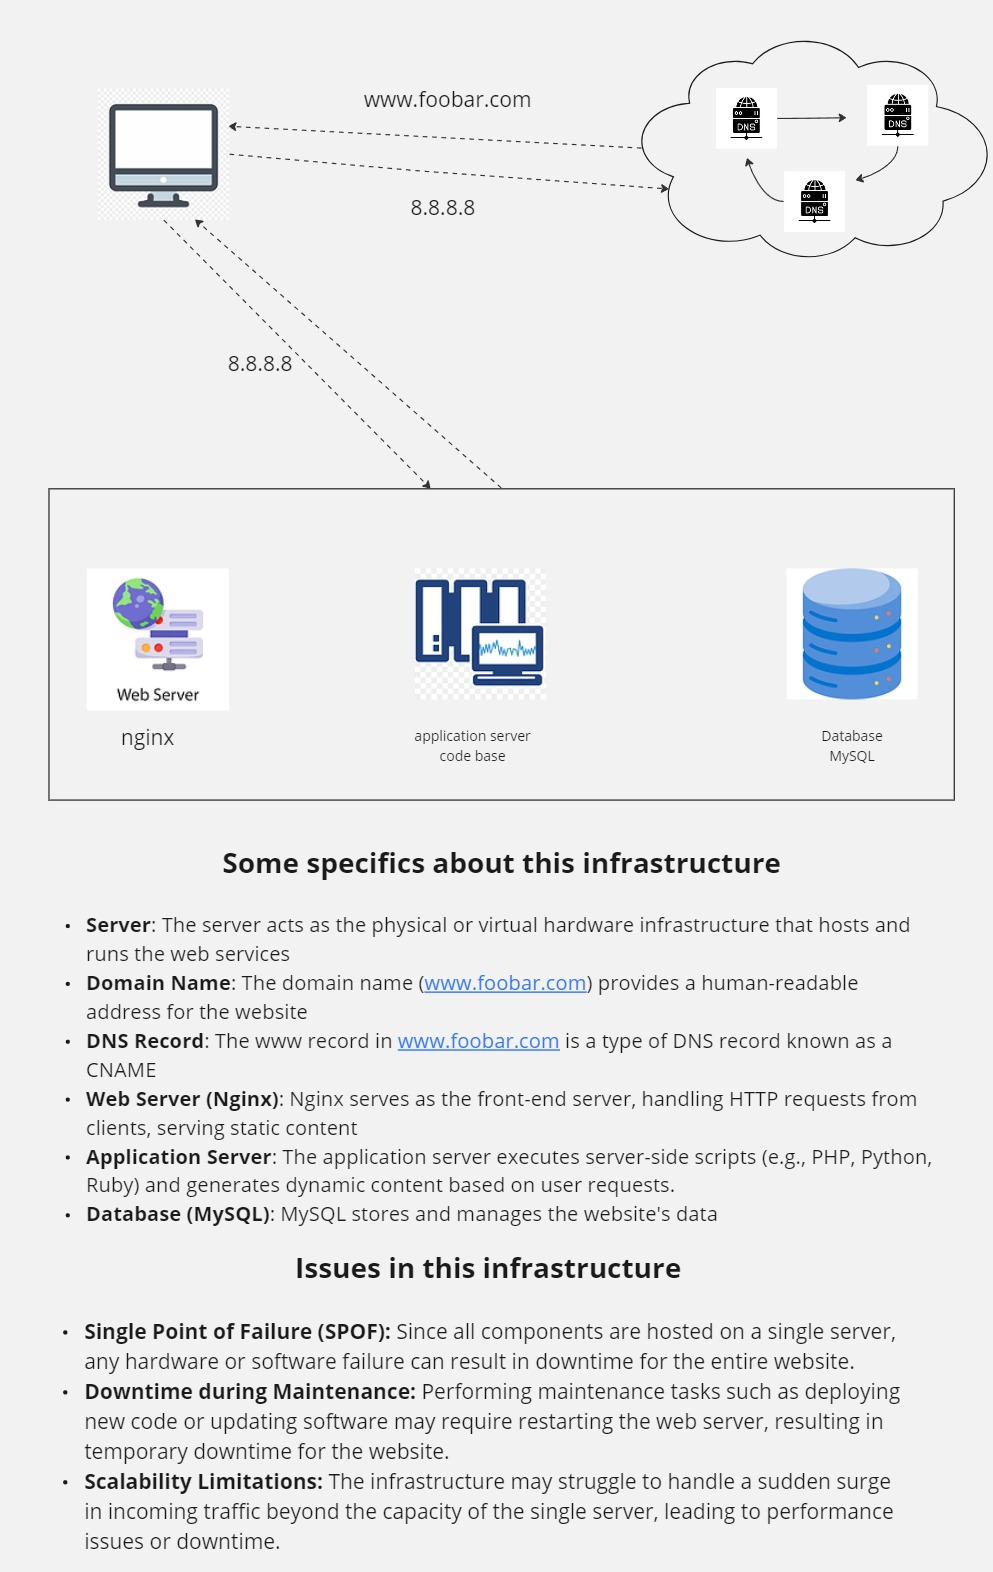 www.foobar.com
DNS
DNS
DNS
8.8.8.8
8.8.8.8
Web Server
nginx
application server
code base
Database
MySQL
Some specifics about this infrastructure
• Server: The server acts as the physical or virtual hardware infrastructure that hosts and
runs the web services
• Domain Name: The domain name (www.foobar.com) provides a human-readable
address for the website
• DNS Record: The www record in www.foobar.com is a type of DNS record known as a
CNAME
• Web Server (Nginx): Nginx serves as the front-end server, handling HTTP requests from
clients, serving static content
• Application Server: The application server executes server-side scripts (e.g., PHP, Python,
Ruby) and generates dynamic content based on user requests.
• Database (MySQL): MySQL stores and manages the website's data
Issues in this infrastructure
• Single Point of Failure (SPOF): Since all components are hosted on a single server,
any hardware or software failure can result in downtime for the entire website.
• Downtime during Maintenance: Performing maintenance tasks such as deploying
new code or updating software may require restarting the web server, resulting in
temporary downtime for the website.
• Scalability Limitations: The infrastructure may struggle to handle a sudden surge
in incoming traffic beyond the capacity of the single server, leading to performance
issues or downtime.